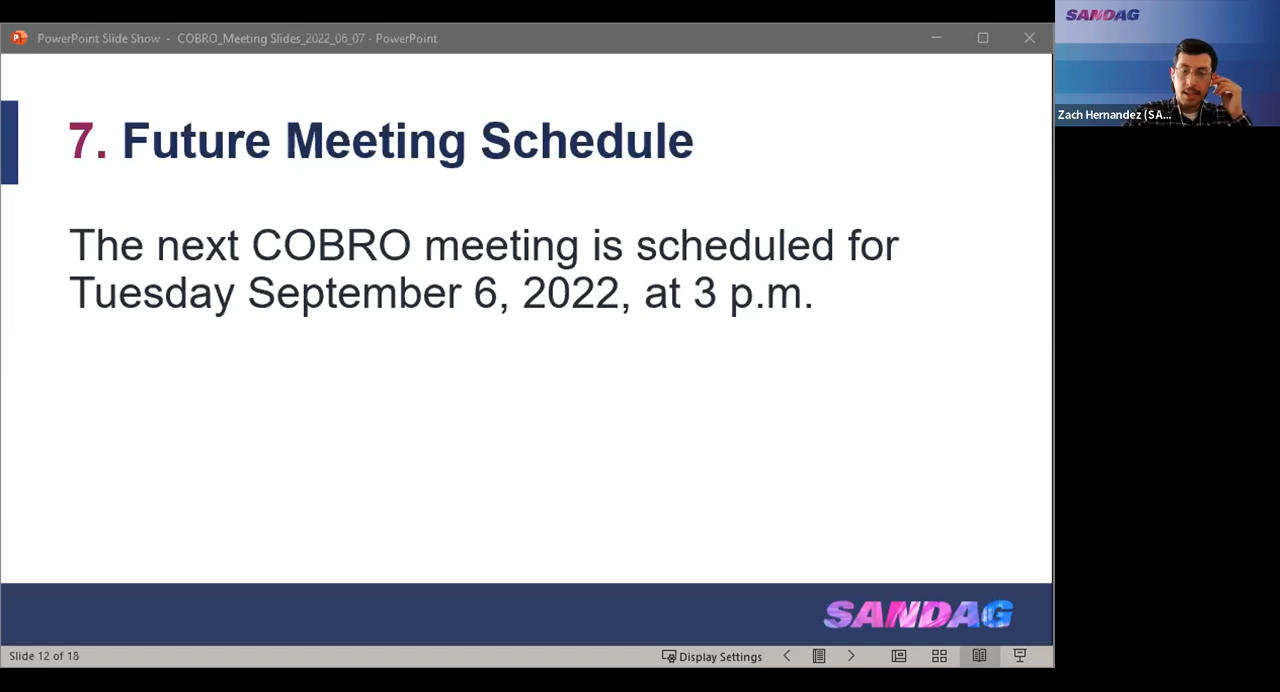 PowerPoint Slide Show - COBRO_Meeting Slides_2022_06_07 - PowerPoint
SANDAG
Zach Hernandez (SA...
7. Future Meeting Schedule
The next COBRO meeting is scheduled for
Tuesday September 6, 2022, at 3 p.m.
SANDAG
Slide 12 of 18
Display Settings